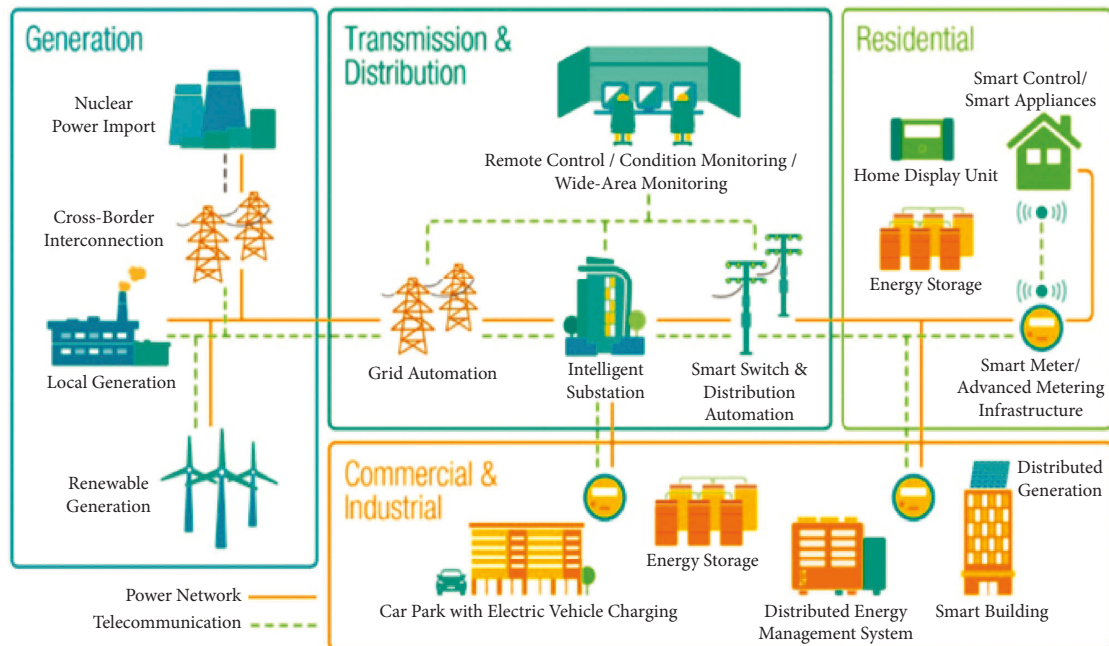 Generation
Nuclear
Power Import
Cross-Border
Interconnection
Local Generation
Renewable
Generation
Transmission &
Distribution
Remote Control / Condition Monitoring /
Wide-Area Monitoring
Grid Automation
Intelligent
Substation
Smart Switch &
Distribution
Automation
Residential
Smart Control/
Smart Appliances
Home Display Unit
Energy Storage
Smart Meter/
Advanced Metering
Infrastructure
Commercial &
Industrial
Car Park with Electric Vehicle Charging
Energy Storage
Distributed Energy
Management System
Distributed
Generation
Smart Building
Power Network
Telecommunication